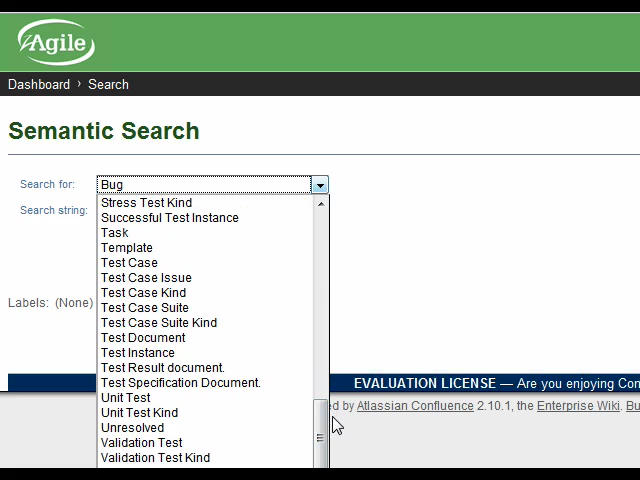 zAgile
Dashboard › Search
Semantic Search
Search for: Bug
Stress Test Kind
Search string: Successful Test Instance
Task
Template
Test Case
Test Case Issue
Test Case Kind
Labels: (None) Test Case Suite
Test Case Suite Kind
Test Document
Test Instance
Test Result document.
Test Specification Document.
EVALUATION LICENSE — Are you enjoying Con
Unit Test
ed by Atlassian Confluence 2.10.1, the Enterprise Wiki. Bu
Unit Test Kind
Unresolved
Validation Test
Validation Test Kind